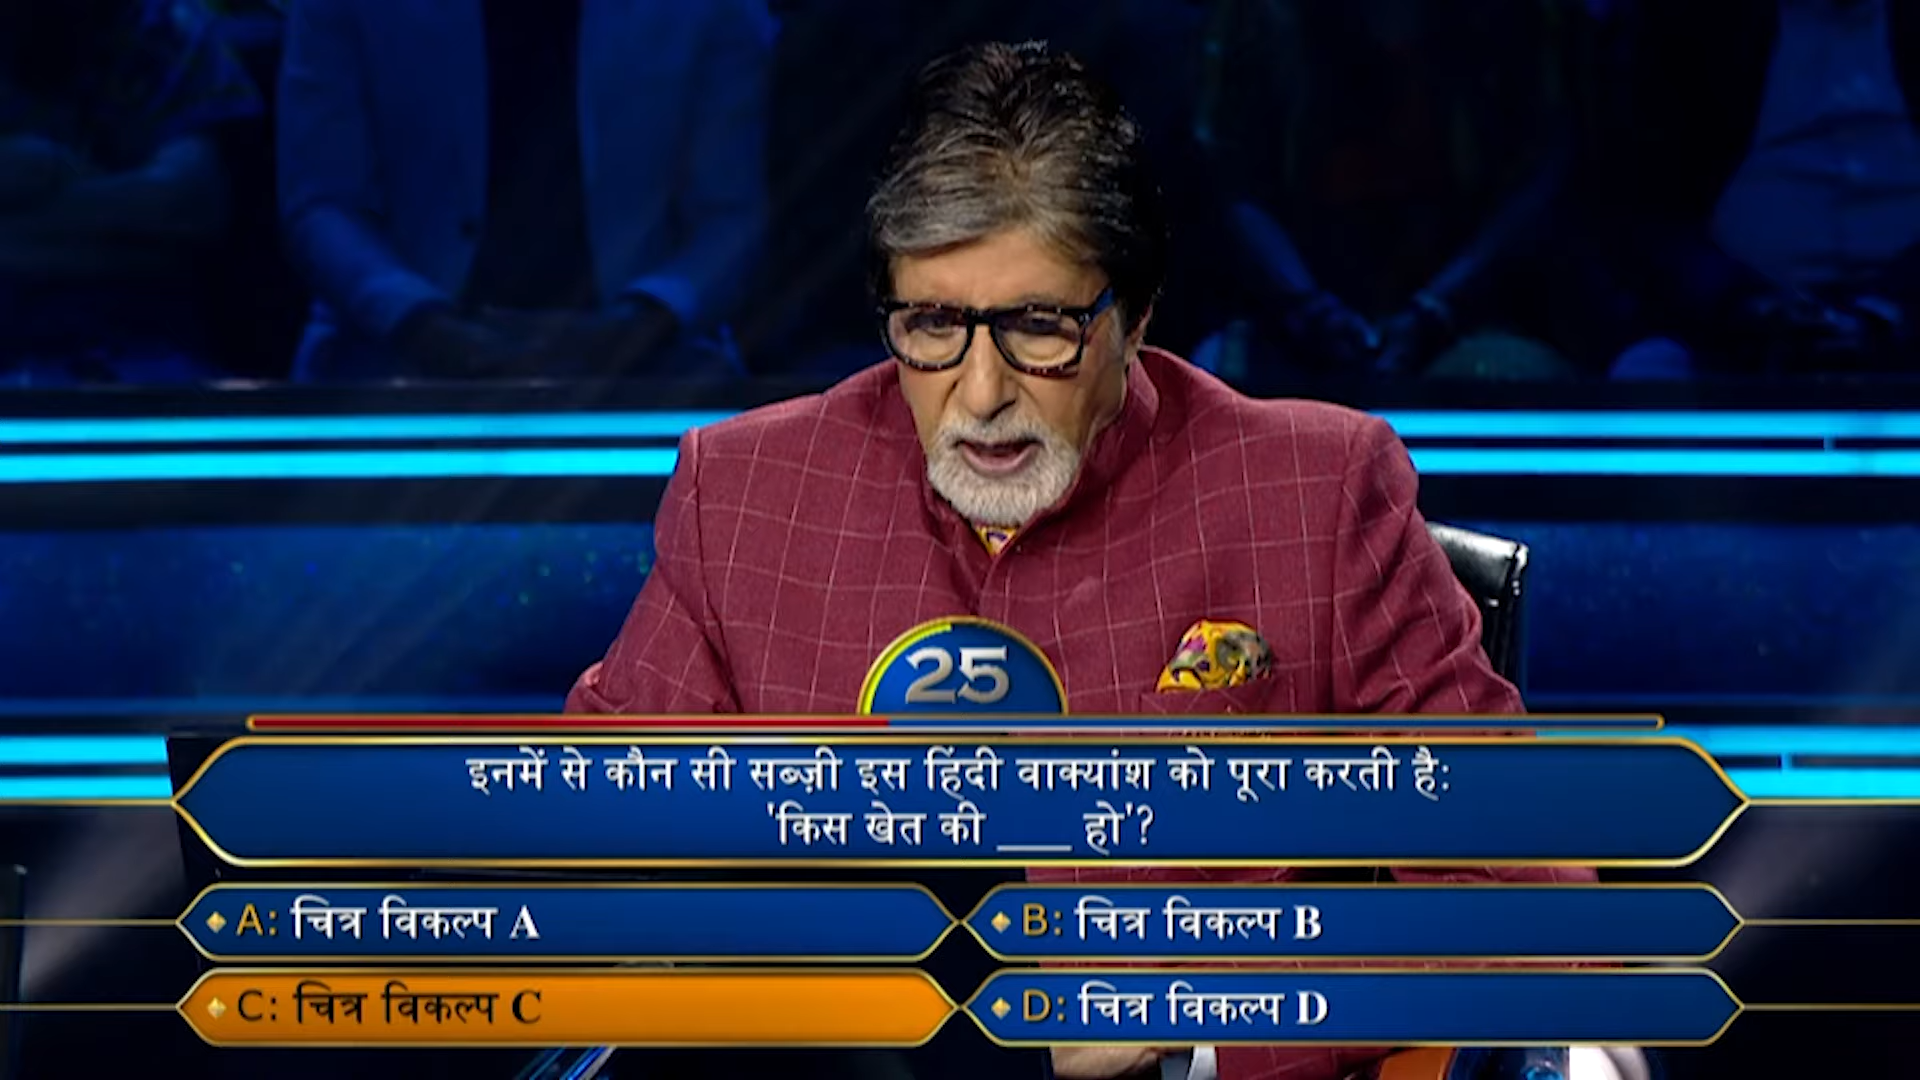 25
इनमें से कौन सी सब्ज़ी इस हिंदी वाक्यांश को पूरा करती है:
'किस खेत की ___ हो'?
A: चित्र विकल्प A
B: चित्र विकल्प B
C: चित्र विकल्प C
D: चित्र विकल्प D